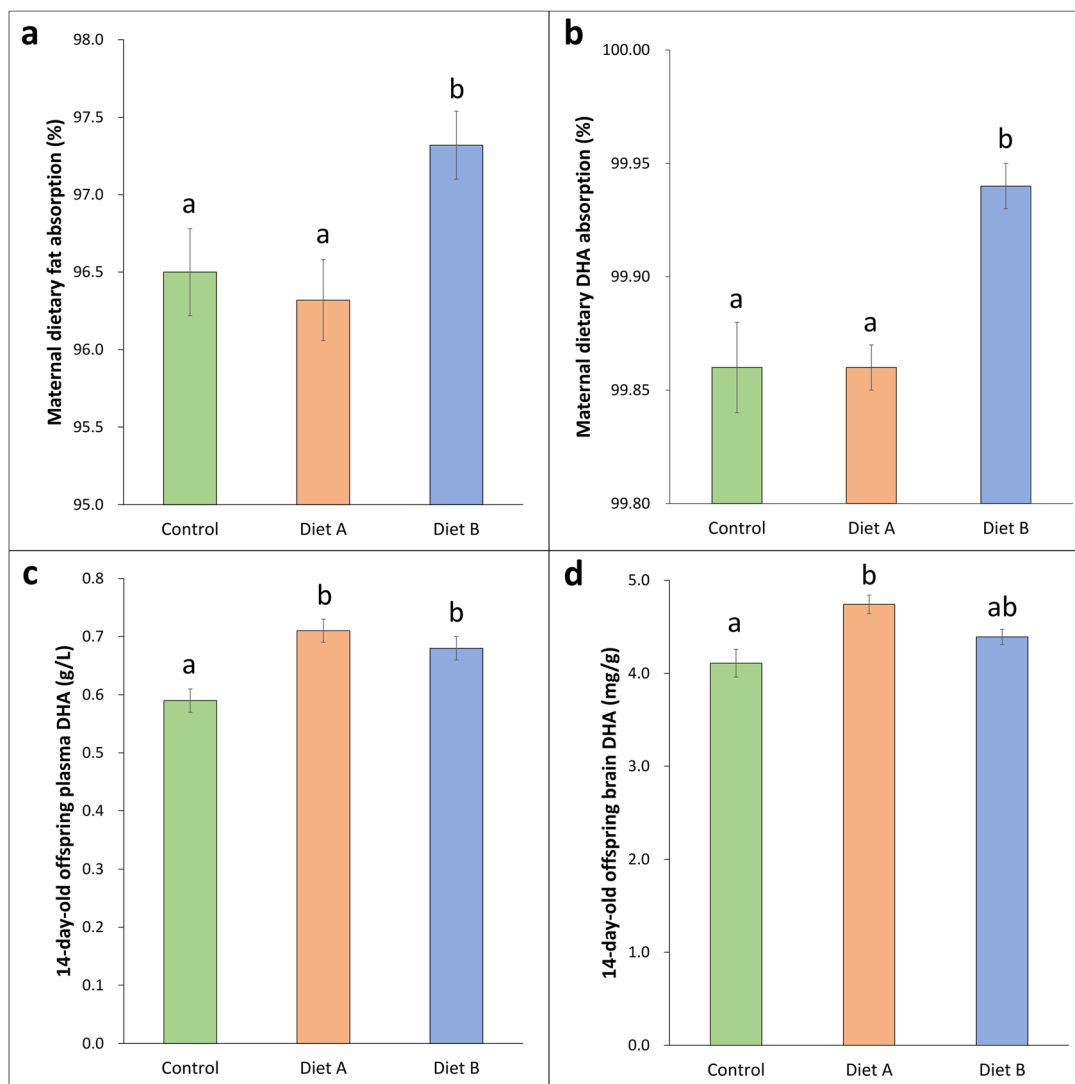 a
Maternal dietary fat absorption (%)
98.0
97.5
97.0
96.5
96.0
95.5
95.0
a
a
b
Control
Diet A
Diet B
b
Maternal dietary DHA absorption (%)
100.00
99.95
99.90
99.85
99.80
a
a
b
Control
Diet A
Diet B
c
14-day-old offspring plasma DHA (g/L)
0.8
0.7
0.6
0.5
0.4
0.3
0.2
0.1
0.0
a
b
b
Control
Diet A
Diet B
d
14-day-old offspring brain DHA (mg/g)
5.0
4.0
3.0
2.0
1.0
0.0
a
b
ab
Control
Diet A
Diet B